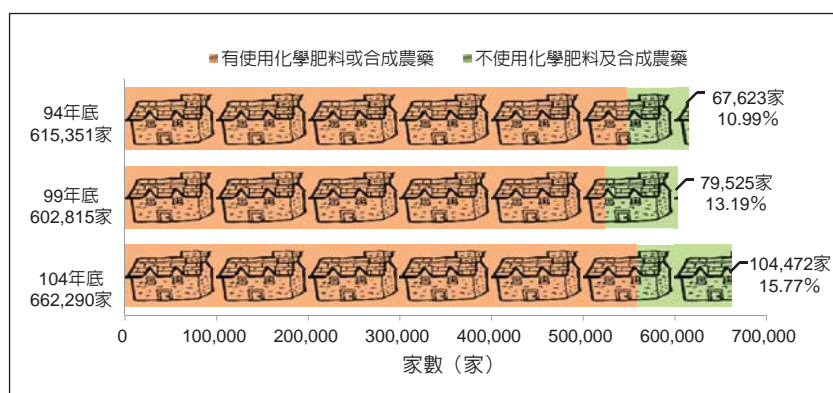 有使用化學肥料或合成農藥 不使用化學肥料及合成農藥
94年底
615,351家
67,623家
10.99%
99年底
602,815家
79,525家
13.19%
104年底
662,290家
104,472家
15.77%
0 100,000 200,000 300,000 400,000 500,000 600,000 700,000
家數（家）